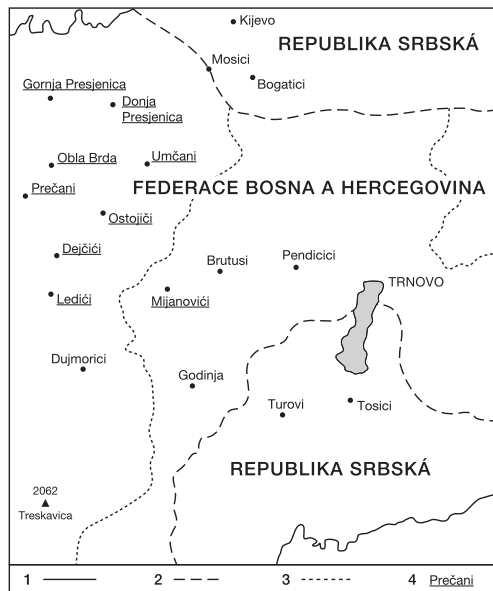 Kijevo
REPUBLIKA SRBSKÁ
Mosici
Bogatici
Gornja Presjenica
Donja
Presjenica
Obla Brda
Umčani
Prečani
FEDERACE BOSNA A HERCEGOVINA
Ostojiči
Dejčići
Brutusi
Pendicici
TRNOVO
Ledići
Mijanovići
Dujmorici
Godinja
Turovi
Tosici
REPUBLIKA SRBSKÁ
2062
Treskavica
1 2 3 4 Prečani